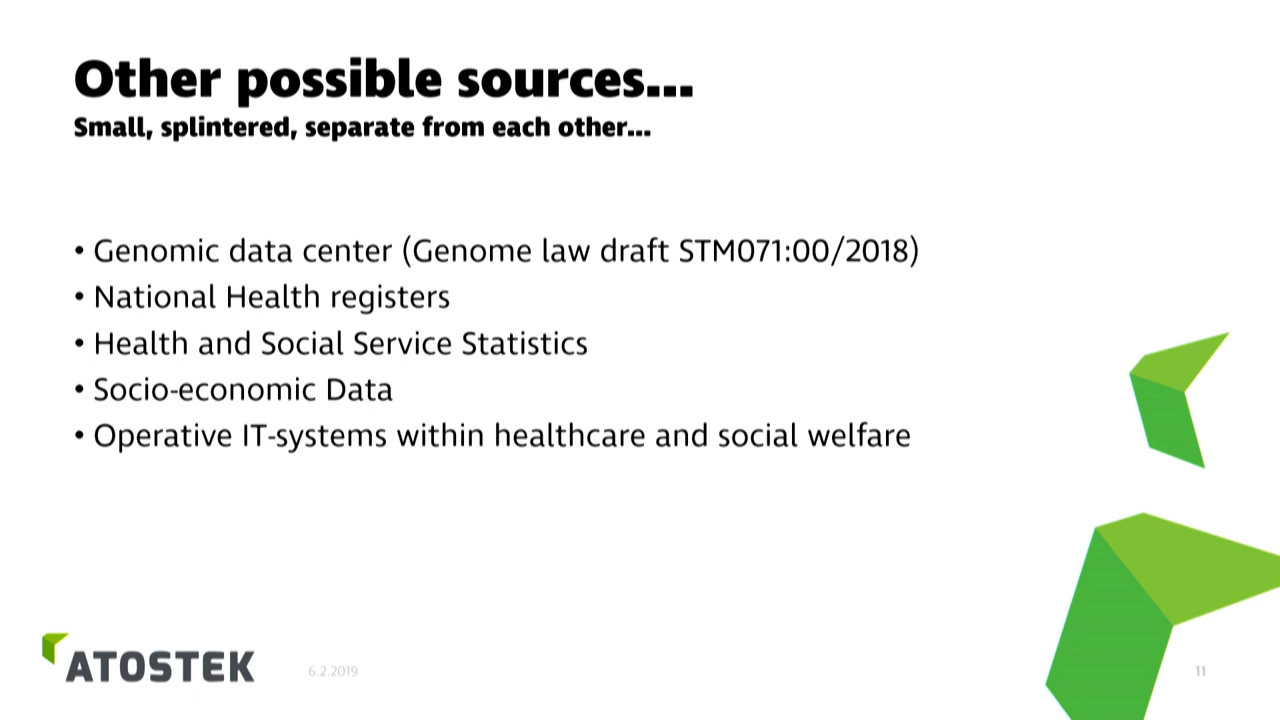 Other possible sources...
Small, splintered, separate from each other...
• Genomic data center (Genome law draft STM071:00/2018)
• National Health registers
• Health and Social Service Statistics
• Socio-economic Data
• Operative IT-systems within healthcare and social welfare
ATOSTEK
6.2.2019
11